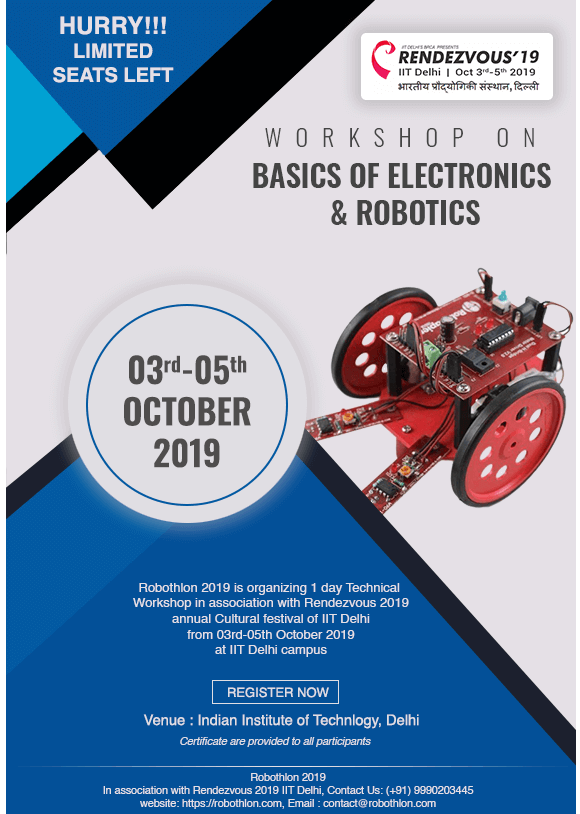 HURRY!!!
LIMITED
SEATS LEFT
IIT DELHI'S BRCA PRESENTS
RENDEZVOUS'19
IIT Delhi | Oct 3rd-5th 2019
भारतीय प्रौद्योगिकी संस्थान, दिल्ली
WORKSHOP ON
BASICS OF ELECTRONICS
& ROBOTICS
03rd-05th
OCTOBER
2019
Robothlon 2019 is organizing 1 day Technical
Workshop in association with Rendezvous 2019
annual Cultural festival of IIT Delhi
from 03rd-05th October 2019
at IIT Delhi campus
REGISTER NOW
Venue : Indian Institute of Technlogy, Delhi
Certificate are provided to all participants
Robothlon 2019
In association with Rendezvous 2019 IIT Delhi, Contact Us: (+91) 9990203445
website: https://robothlon.com, Email : contact@robothlon.com